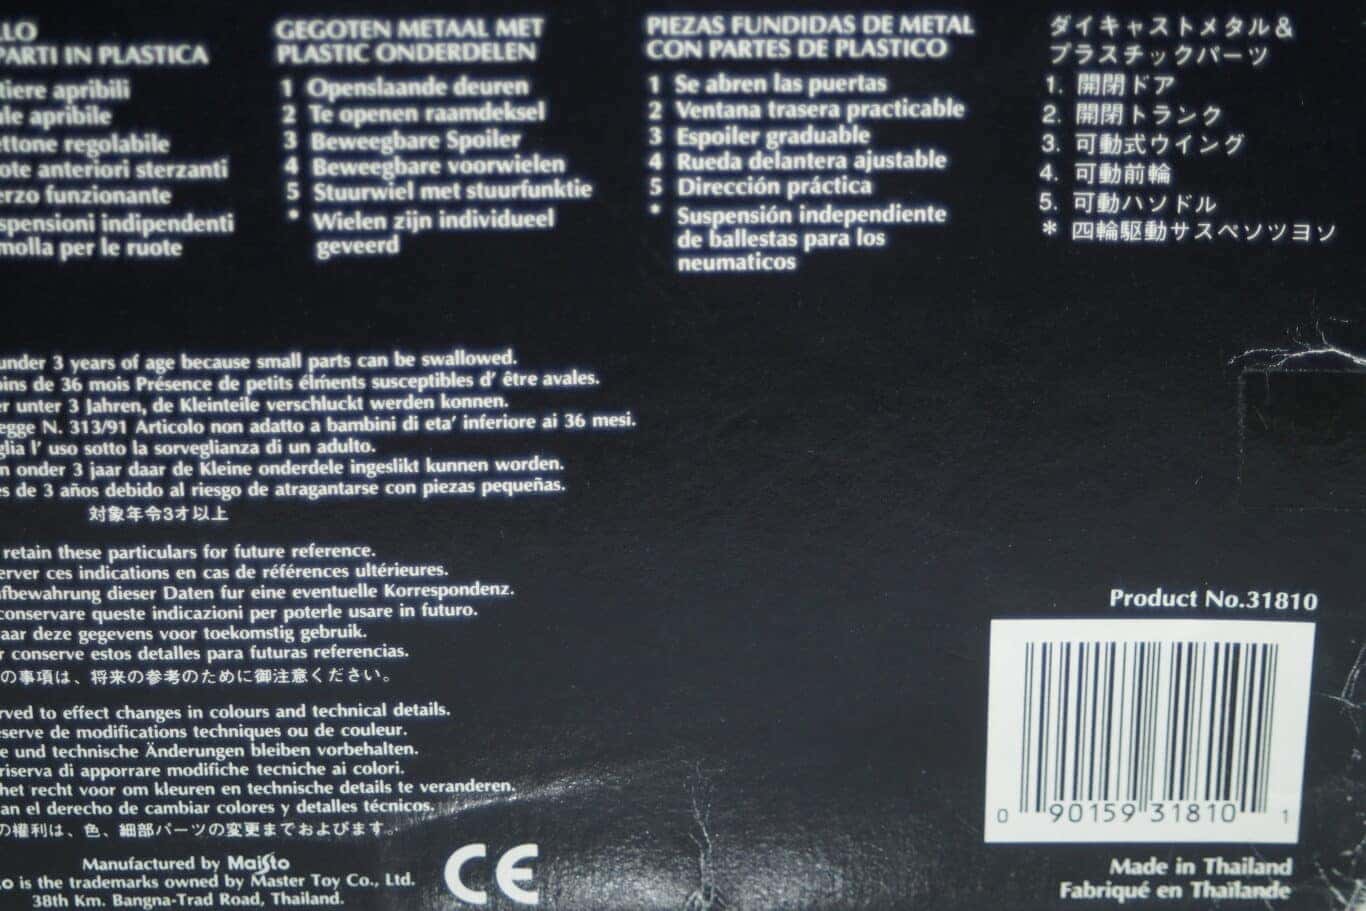 LLO
PARTI IN PLASTICA
tiere apribili
le apribile
ettone regolabile
ote anteriori sterzanti
erzo funzionante
spensioni indipendenti
molla per le ruote
GEGOTEN METAAL MET
PLASTIC ONDERDELEN
1 Openslaande deuren
2 Te openen raamdeksel
3 Beweegbare Spoiler
4 Beweegbare voorwielen
5 Stuurwiel met stuurfunktie
* Wielen zijn individueel
geveerd
PIEZAS FUNDIDAS DE METAL
CON PARTES DE PLASTICO
1 Se abren las puertas
2 Ventana trasera practicable
3 Espoiler graduable
4 Rueda delantera ajustable
5 Dirección práctica
* Suspensión independiente
de ballestas para los
neumaticos
ダイキャストメタル&
プラスチックパーツ
1. 開閉ドア
2. 開閉トランク
3. 可動式ウイング
4. 可動前輪
5. 可動ハソドル
* 四輪駆動サスペソツヨソ
under 3 years of age because small parts can be swallowed.
oins de 36 mois Présence de petits élments susceptibles d' être avales.
er unter 3 Jahren, de Kleinteile verschluckt werden konnen.
egge N. 313/91 Articolo non adatto a bambini di eta' inferiore ai 36 mesi.
glia l' uso sotto la sorveglianza di un adulto.
n onder 3 jaar daar de Kleine onderdele ingeslikt kunnen worden.
es de 3 años debido al riesgo de atragantarse con piezas pequeñas.
対象年令3才以上
retain these particulars for future reference.
erver ces indications en cas de références ultérieures.
ufbewahrung dieser Daten fur eine eventuelle Korrespondenz.
conservare queste indicazioni per poterle usare in futuro.
aar deze gegevens voor toekomstig gebruik.
r conserve estos detalles para futuras referencias.
の事項は、将来の参考のために御注意ください。
rved to effect changes in colours and technical details.
eserve de modifications techniques ou de couleur.
e und technische Änderungen bleiben vorbehalten.
riserva di apporrare modifiche tecniche ai colori.
het recht voor om kleuren en technische details te veranderen.
an el derecho de cambiar colores y detalles técnicos.
の権利は、色、細部パーツの変更までおよびます。
Manufactured by Maisto
o is the trademarks owned by Master Toy Co., Ltd.
38th Km. Bangna-Trad Road, Thailand.
CE
Product No.31810
0 90159 31810 1
Made in Thailand
Fabriqué en Thaïlande